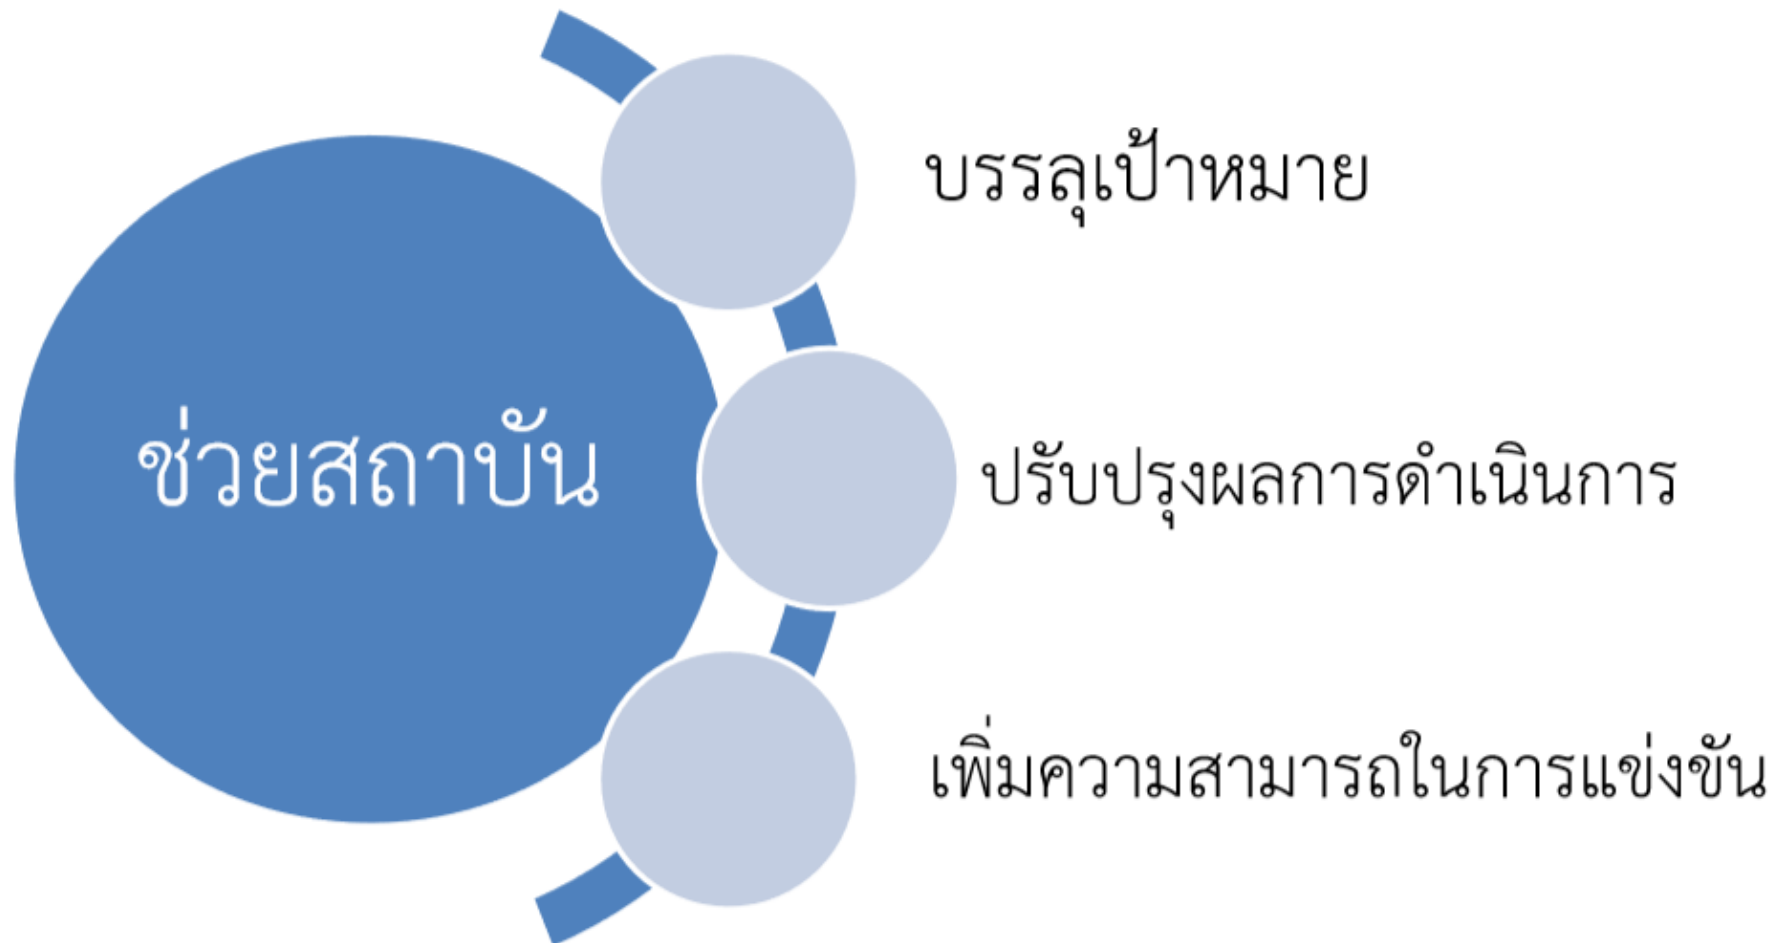 บรรลุเป้าหมาย
ช่วยสถาบัน
ปรับปรุงผลการดำเนินการ
เพิ่มความสามารถในการแข่งขัน